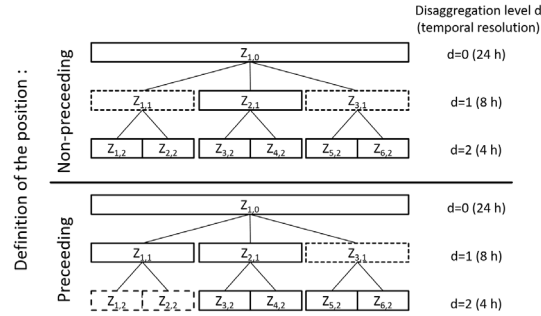 Disaggregation level d
(temporal resolution)
Definition of the position :
Non-preceeding
Z1,0 d=0 (24 h)
Z1,1 Z2,1 Z3,1 d=1 (8 h)
Z1,2 Z2,2 Z3,2 Z4,2 Z5,2 Z6,2 d=2 (4 h)
Preceeding
Z1,0 d=0 (24 h)
Z1,1 Z2,1 Z3,1 d=1 (8 h)
Z1,2 Z2,2 Z3,2 Z4,2 Z5,2 Z6,2 d=2 (4 h)